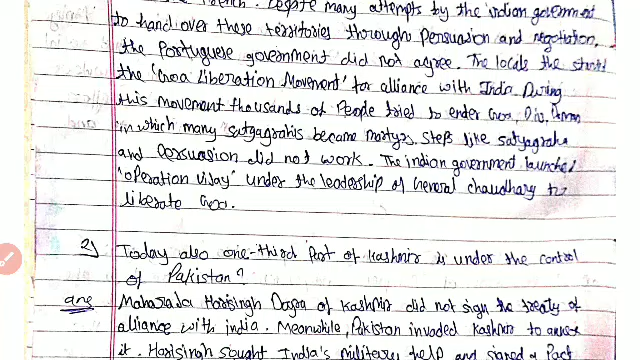 French. Despite many attempts by the indian government
to hand over these territories through persuasion and negotiation,
the Portuguese government did not agree. The locals the started
the 'Goa Liberation Movement' for alliance with India During
this movement thousands of People tried to ender Goa, Div, Daman
in which many satyagrahis became martyrs. steps like satyagraha
and Persuasion did not work. The indian government launched
'operation Vijay' under the leadership of General chaudhary to
liberate Goa.
2) Today also one-third part of kashmir is under the control
of Pakistan?
ans Maharaja Harisingh Dogra of Kashmir did not sign the treaty of
alliance with india. Meanwhile, Pakistan invaded Kashmir to annex
it. Harisingh sought India's military help and signed a Pact